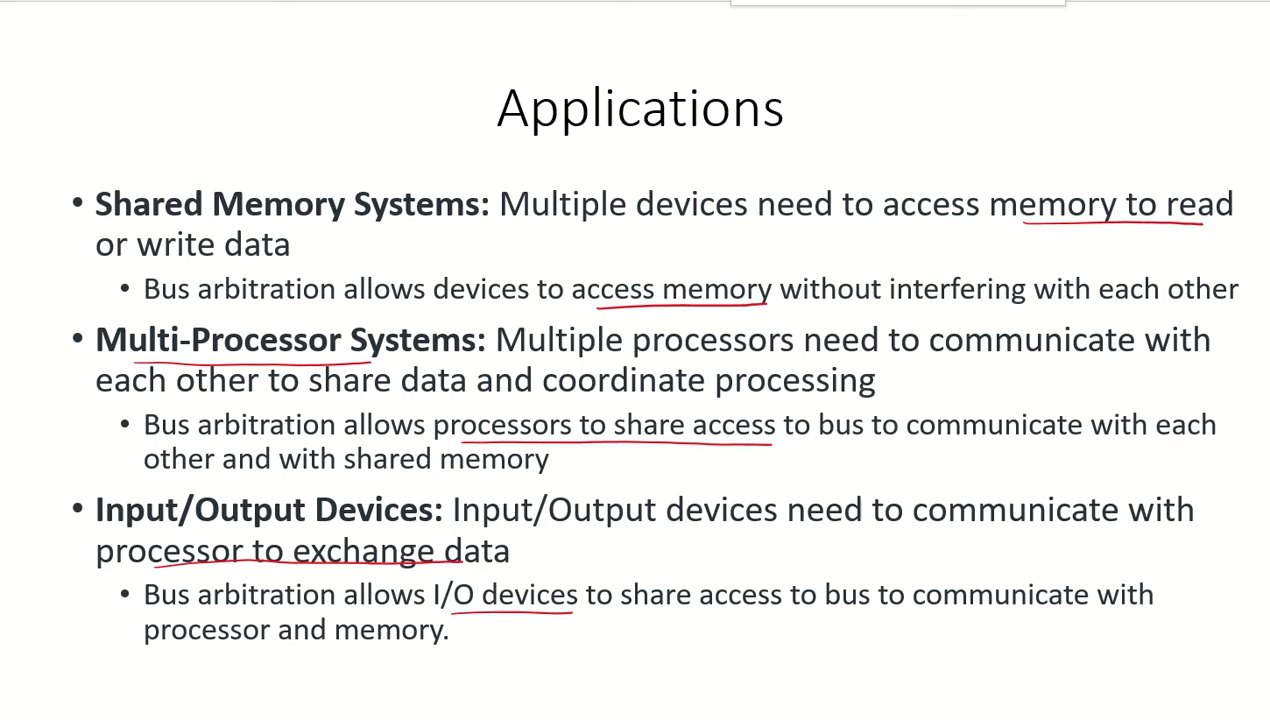 Applications
• Shared Memory Systems: Multiple devices need to access memory to read
or write data
• Bus arbitration allows devices to access memory without interfering with each other
• Multi-Processor Systems: Multiple processors need to communicate with
each other to share data and coordinate processing
• Bus arbitration allows processors to share access to bus to communicate with each
other and with shared memory
• Input/Output Devices: Input/Output devices need to communicate with
processor to exchange data
• Bus arbitration allows I/O devices to share access to bus to communicate with
processor and memory.